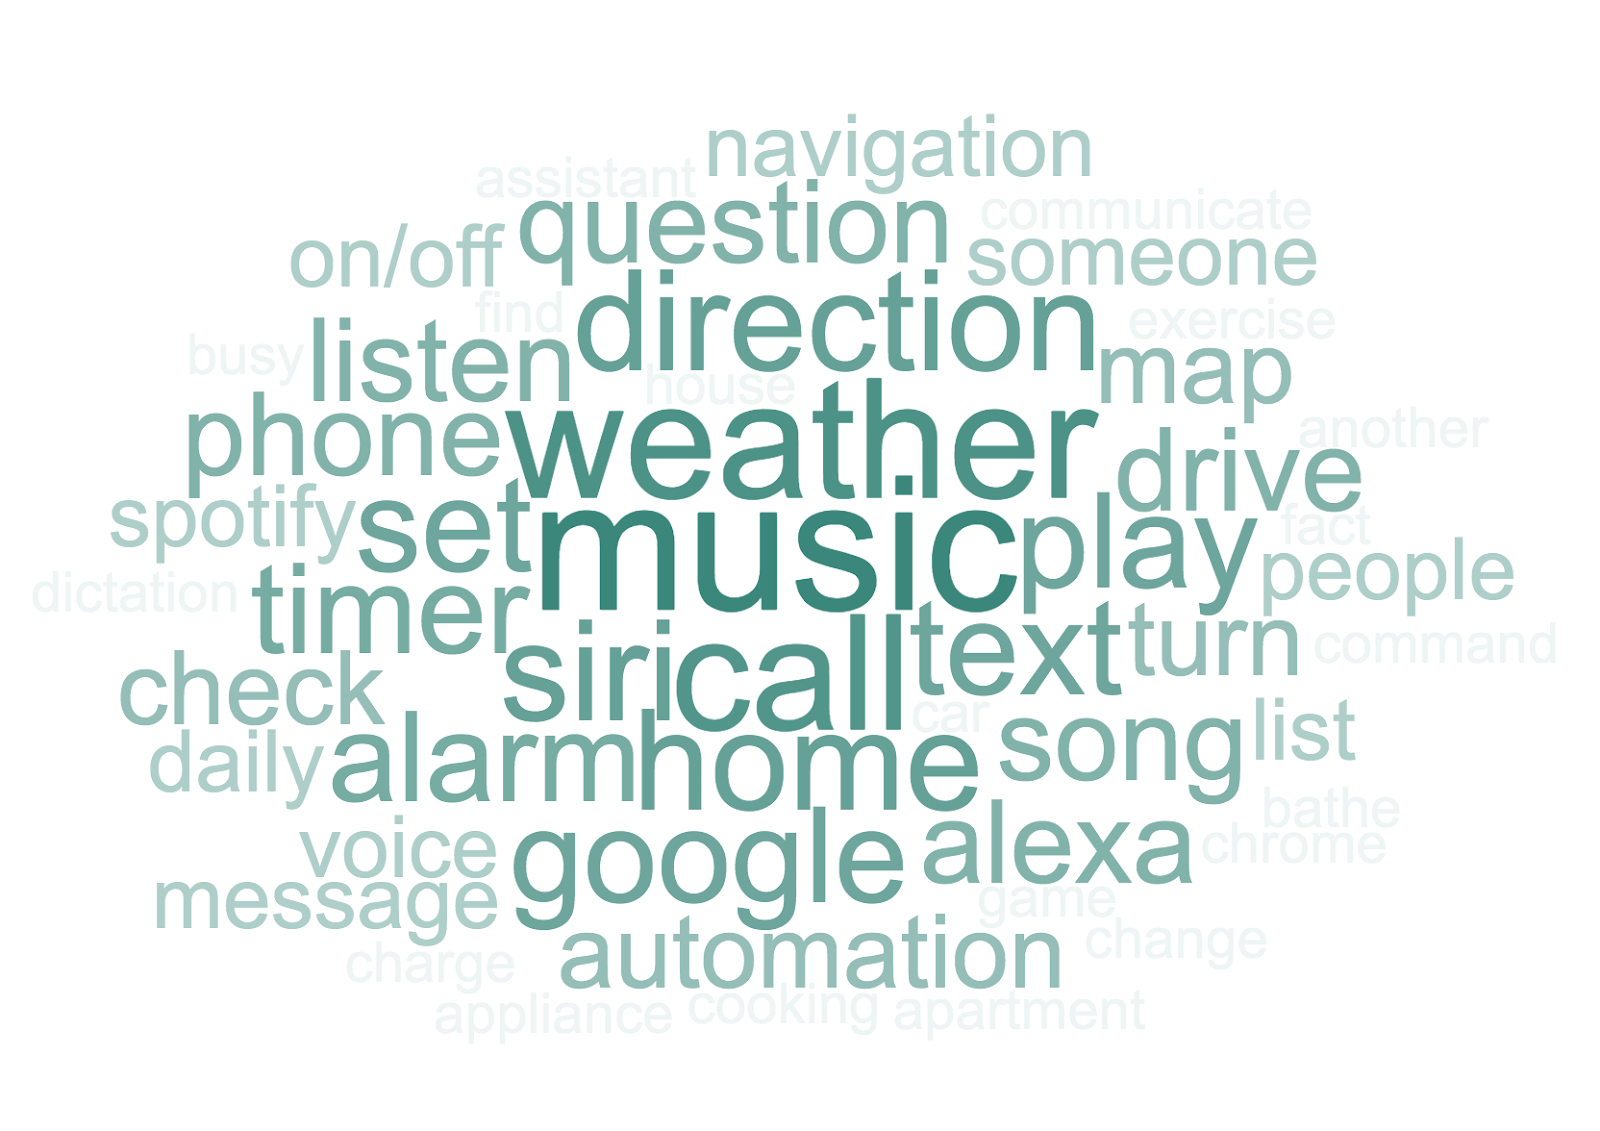 navigation
assistant
question
communicate
on/off
someone
direction
find
exercise
busy
listen
house
map
phone
weather
another
drive
spotify
set
music
play
fact
people
dictation
timer
siri
call
text
turn
command
check
car
song
list
daily
alarm
home
bathe
voice
google
alexa
chrome
message
game
automation
change
charge
appliance
cooking
apartment